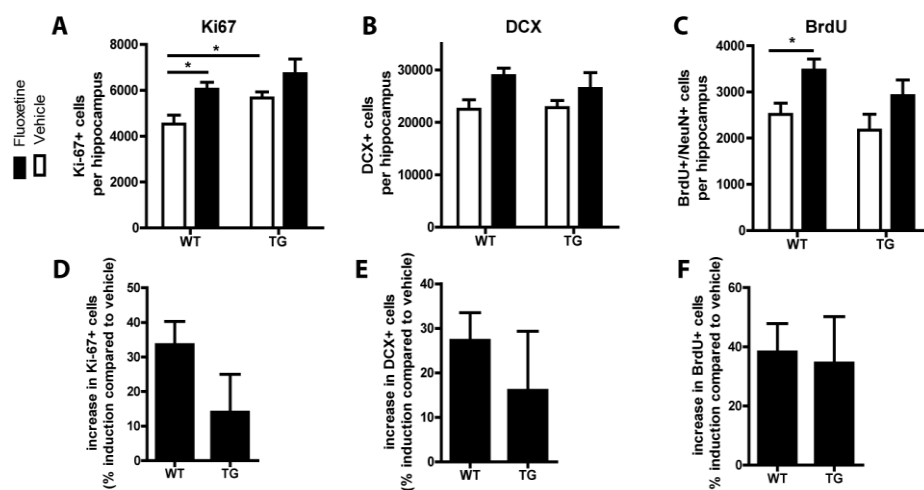 Fluoxetine
Vehicle
A
Ki67
Ki-67+ cells
per hippocampus
8000
6000
4000
2000
0
*
*
WT
TG
B
DCX
DCX+ cells
per hippocampus
30000
20000
10000
0
WT
TG
C
BrdU
BrdU+/NeuN+ cells
per hippocampus
4000
3000
2000
1000
0
*
WT
TG
D
increase in Ki-67+ cells
(% induction compared to vehicle)
50
40
30
20
10
0
WT
TG
E
increase in DCX+ cells
(% induction compared to vehicle)
40
30
20
10
0
WT
TG
F
increase in BrdU+ cells
% induction compared to vehicle)
60
40
20
0
WT
TG